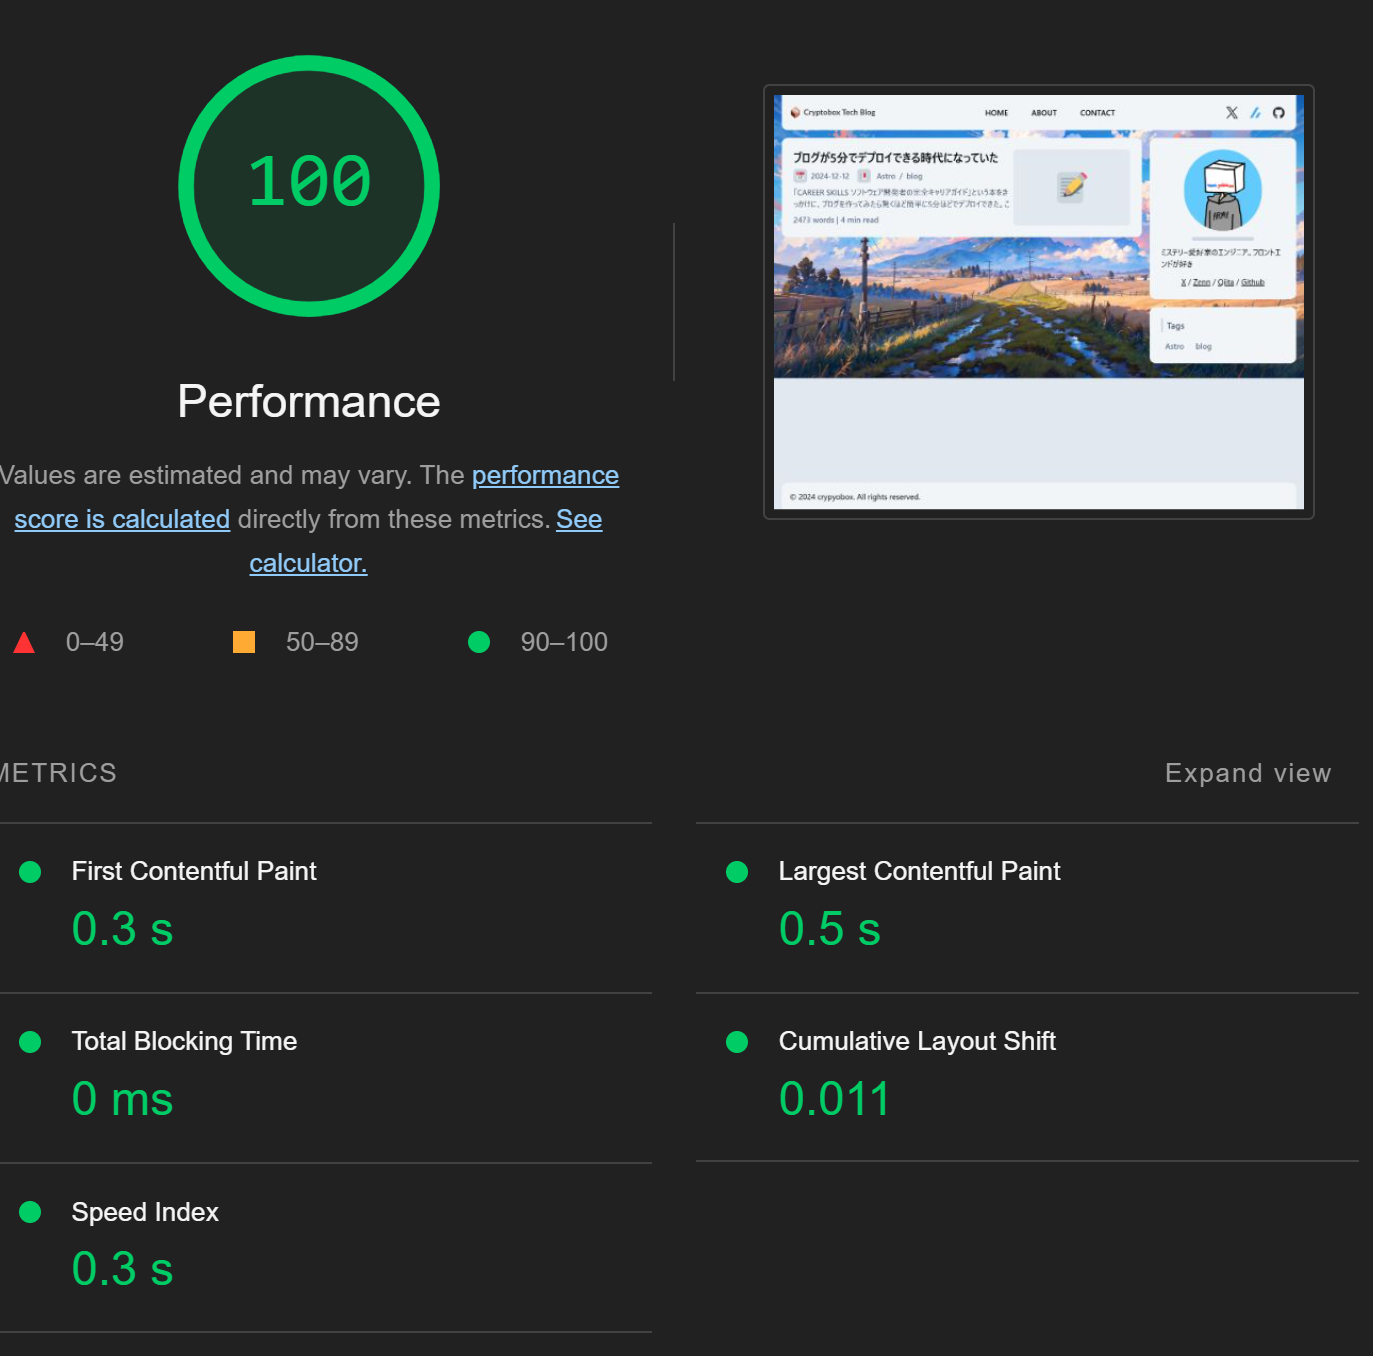 100
Performance
Values are estimated and may vary. The performance
score is calculated directly from these metrics. See
calculator.
0–49
50–89
90–100
Cryptobox Tech Blog
HOME
ABOUT
CONTACT
ブログが5分でデプロイできる時代になっていた
2024-12-12
Astro / blog
「CAREER SKILLS ソフトウェア開発者の完全キャリアガイド」という本をき
っかけに、ブログを作ってみたら驚くほど簡単に5分ほどでデプロイできた。こ
2473 words | 4 min read
ミステリー愛好家のエンジニア。フロントエ
ンドが好き
X / Zenn / Qiita / Github
Tags
Astro
blog
© 2024 crypyobox. All rights reserved.
METRICS
Expand view
First Contentful Paint
0.3 s
Largest Contentful Paint
0.5 s
Total Blocking Time
0 ms
Cumulative Layout Shift
0.011
Speed Index
0.3 s